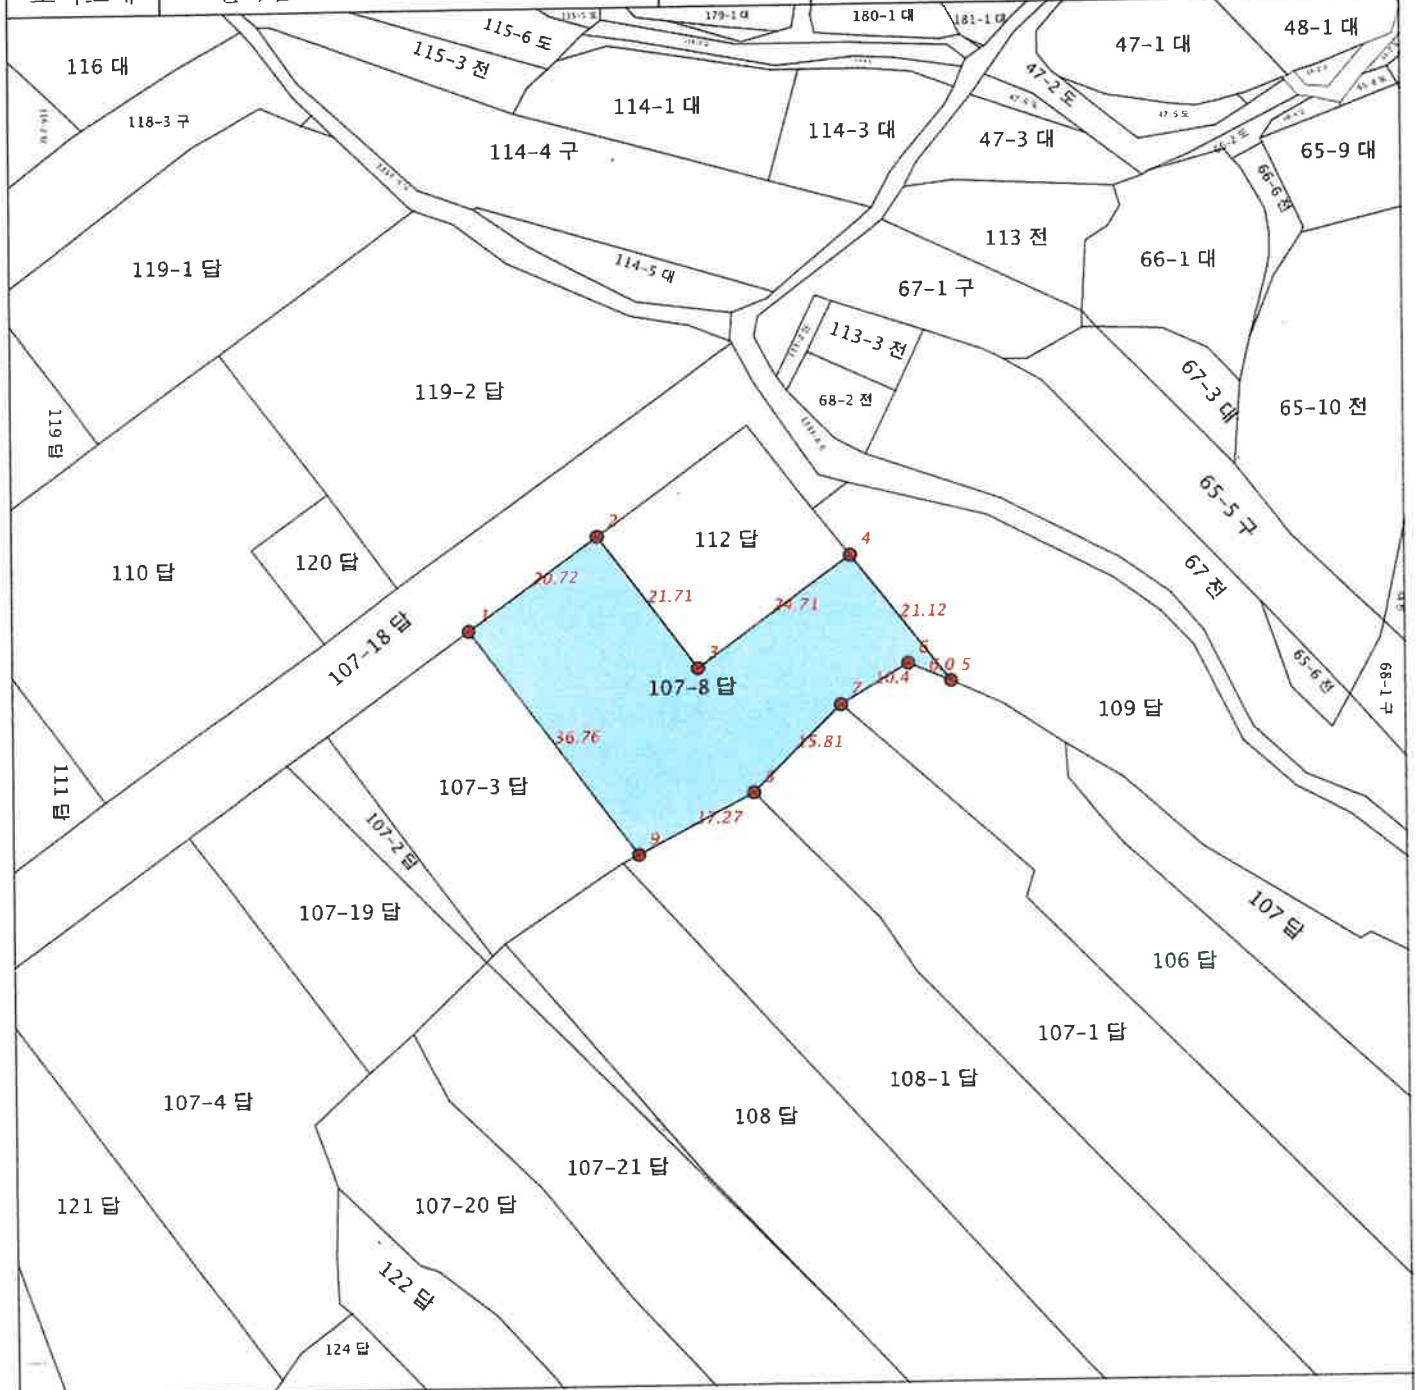 179-1 대
180-1 대
181-1 대
115-6 도
115-3 전
47-1 대
48-1 대
116 대
118-3 구
114-1 대
114-3 대
114-4 구
47-2 도
47-3 대
47-5 도
66-2 도
65-9 대
66-6 전
119-1 답
114-5 대
113 전
66-1 대
67-1 구
113-3 전
68-2 전
67-3 대
65-10 전
119-2 답
119 답
65-5 구
112 답
110 답
120 답
67 전
107-18 답
107-8 답
65-6 전
68-1 구
109 답
111 답
107-3 답
107-2 답
107-19 답
107 답
106 답
107-1 답
108-1 답
107-4 답
108 답
107-21 답
107-20 답
121 답
122 답
124 답
1
2
3
4
5
6
7
8
9
20.72
21.71
24.71
21.12
6.0
10.4
15.81
17.27
36.76